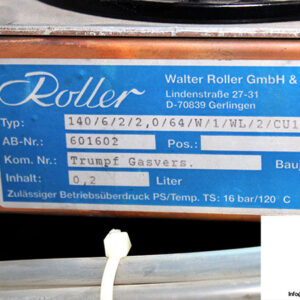 Roller
Walter Roller GmbH &
Lindenstraße 27-31
D-70839 Gerlingen
Typ: 140/6/2/2,0/64/W/1/WL/2/CU1
AB-Nr.: 601602 Pos.:
Kom. Nr.: Trumpf Gasvers. Bauj
Inhalt: 0,2 Liter
Zulässiger Betriebsüberdruck PS/Temp. TS: 16 bar/120 °C